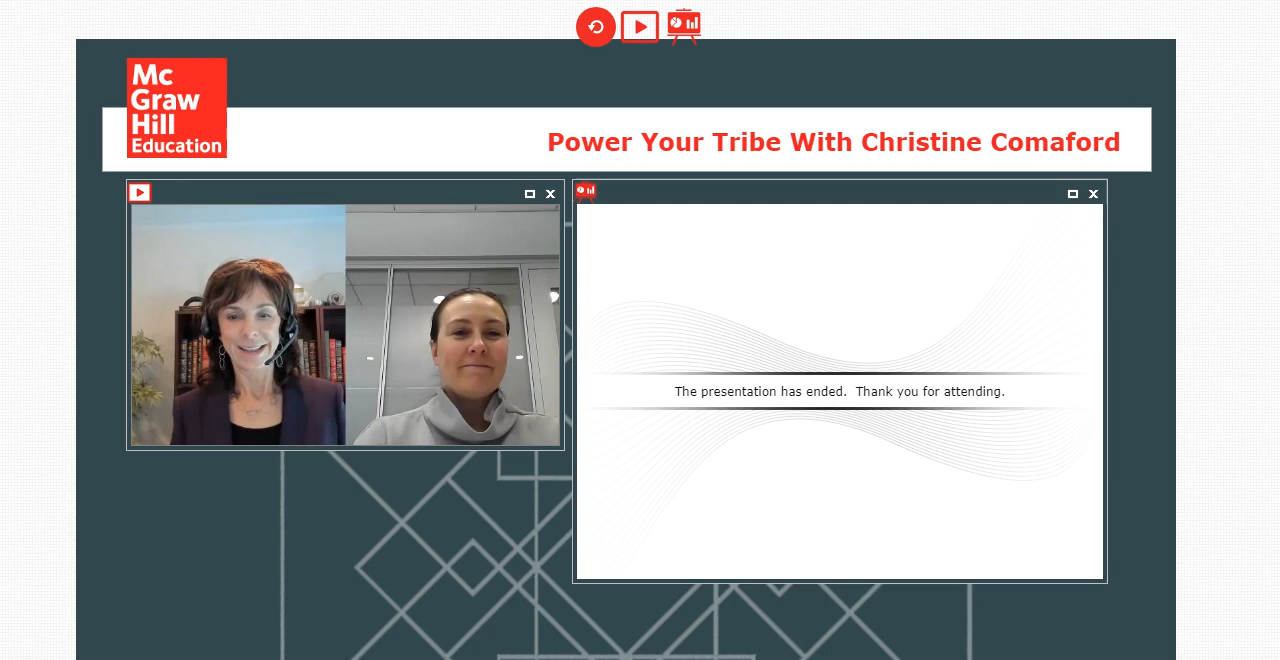 Mc
Graw
Hill
Education
Power Your Tribe With Christine Comaford
The presentation has ended.  Thank you for attending.